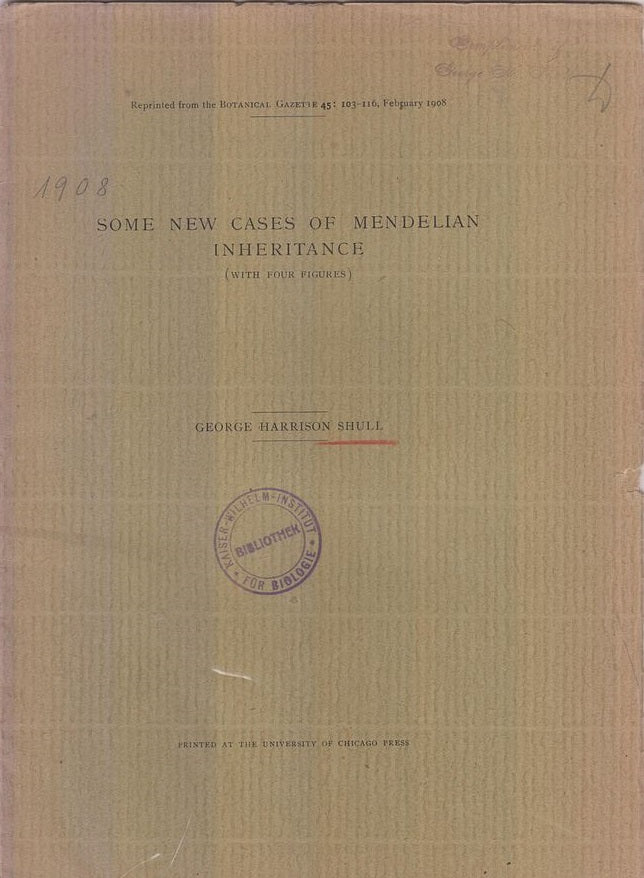 Reprinted from the BOTANICAL GAZETTE 45: 103-116, February 1908
1908
SOME NEW CASES OF MENDELIAN
INHERITANCE
(WITH FOUR FIGURES)
GEORGE HARRISON SHULL
KAISER-WILHELM-INSTITUT
BIBLIOTHEK
* FÜR BIOLOGIE *
PRINTED AT THE UNIVERSITY OF CHICAGO PRESS